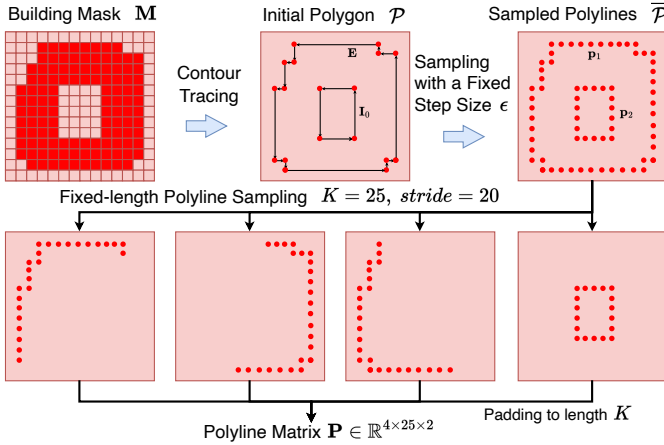 Building Mask M
Initial Polygon 𝒫
Sampled Polylines 𝒫̅
Contour
Tracing
E
I₀
Sampling
with a Fixed
Step Size ϵ
p₁
p₂
Fixed-length Polyline Sampling K = 25, stride = 20
Padding to length K
Polyline Matrix P ∈ ℝ^{4×25×2}